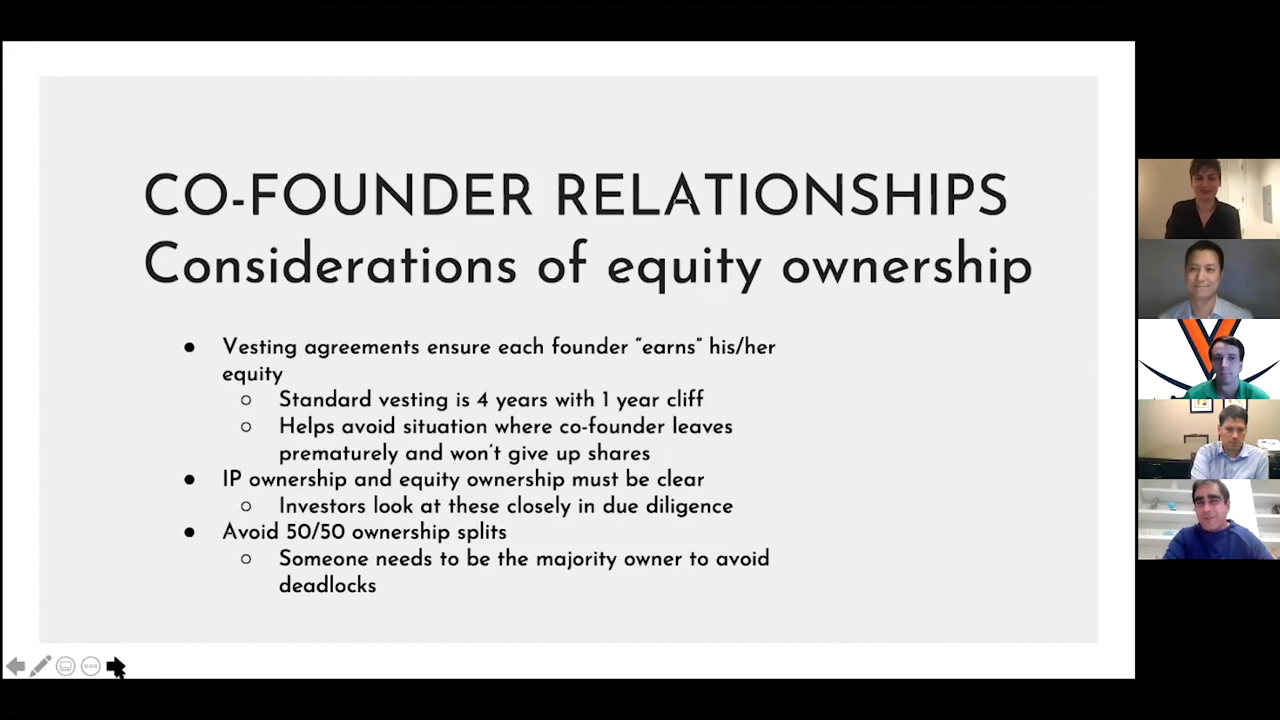 CO-FOUNDER RELATIONSHIPS
Considerations of equity ownership
● Vesting agreements ensure each founder “earns” his/her
equity
○ Standard vesting is 4 years with 1 year cliff
○ Helps avoid situation where co-founder leaves
prematurely and won't give up shares
● IP ownership and equity ownership must be clear
○ Investors look at these closely in due diligence
● Avoid 50/50 ownership splits
○ Someone needs to be the majority owner to avoid
deadlocks